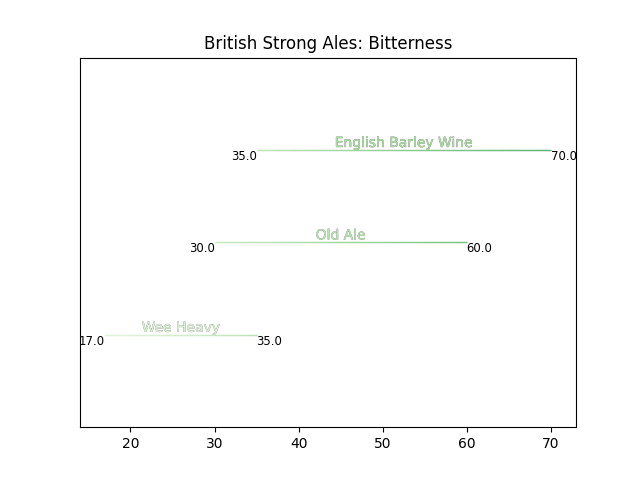 British Strong Ales: Bitterness
English Barley Wine
35.0 70.0
Old Ale
30.0 60.0
Wee Heavy
17.0 35.0
20 30 40 50 60 70